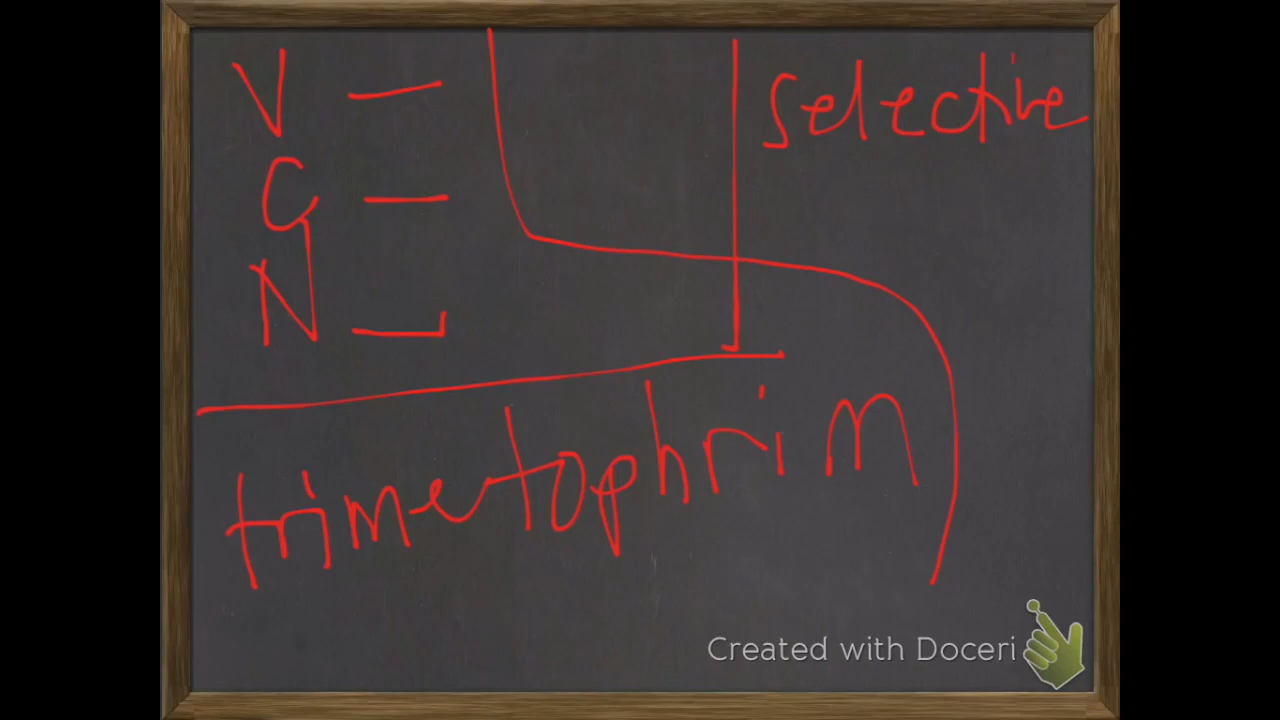 V —
selective
G —
N —
trimetophrim
Created with Doceri